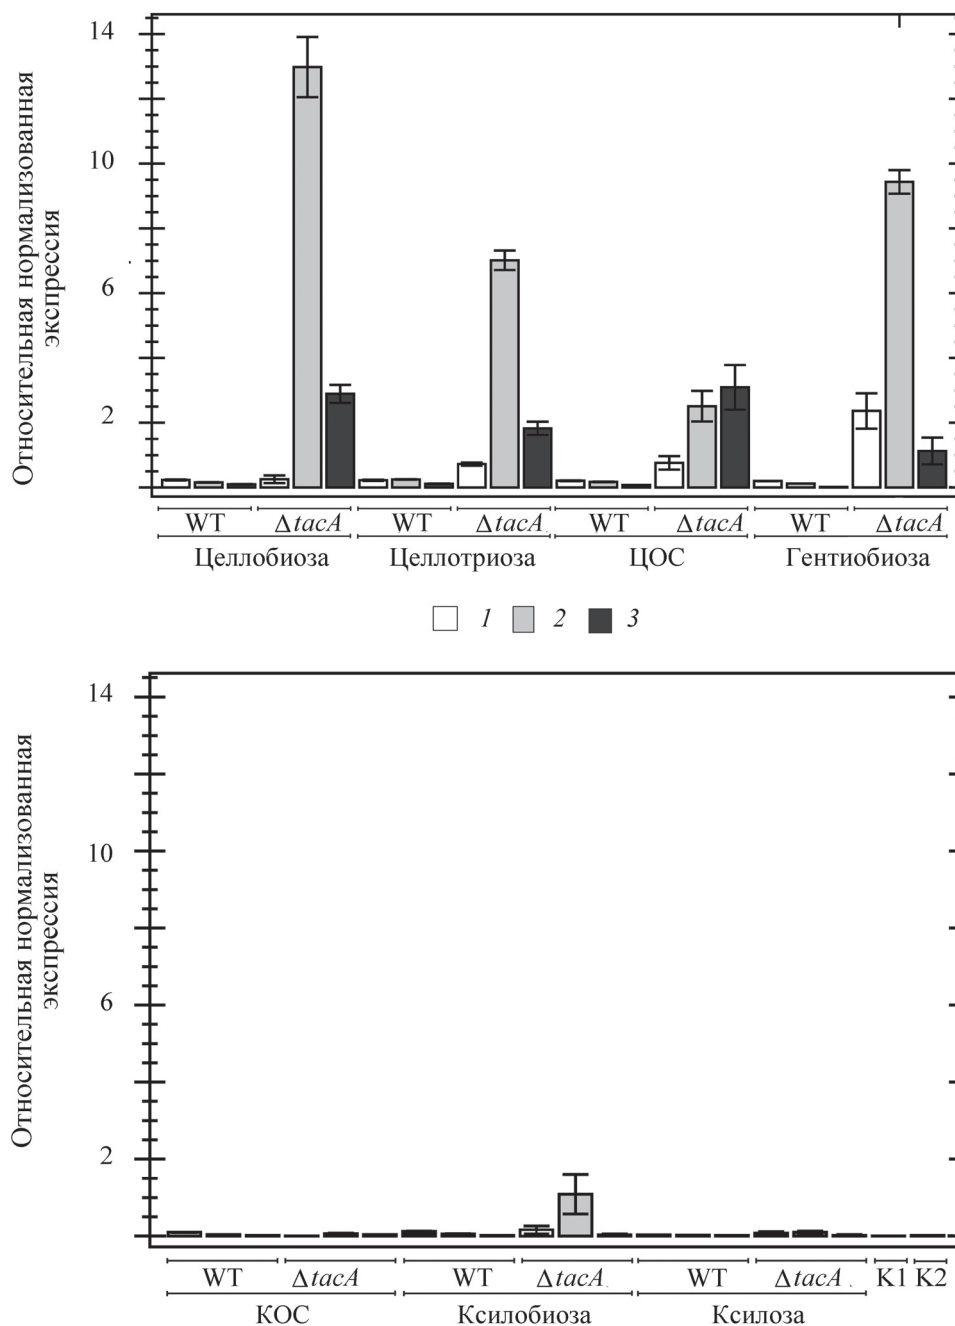 Относительная нормализованная
экспрессия
14
10
6
2
WT ΔtacA WT ΔtacA WT ΔtacA WT ΔtacA
Целлобиоза Целлотриоза ЦОС Гентиобиоза
1 2 3
Относительная нормализованная
экспрессия
14
10
6
2
WT ΔtacA WT ΔtacA WT ΔtacA K1 K2
КОС Ксилобиоза Ксилоза